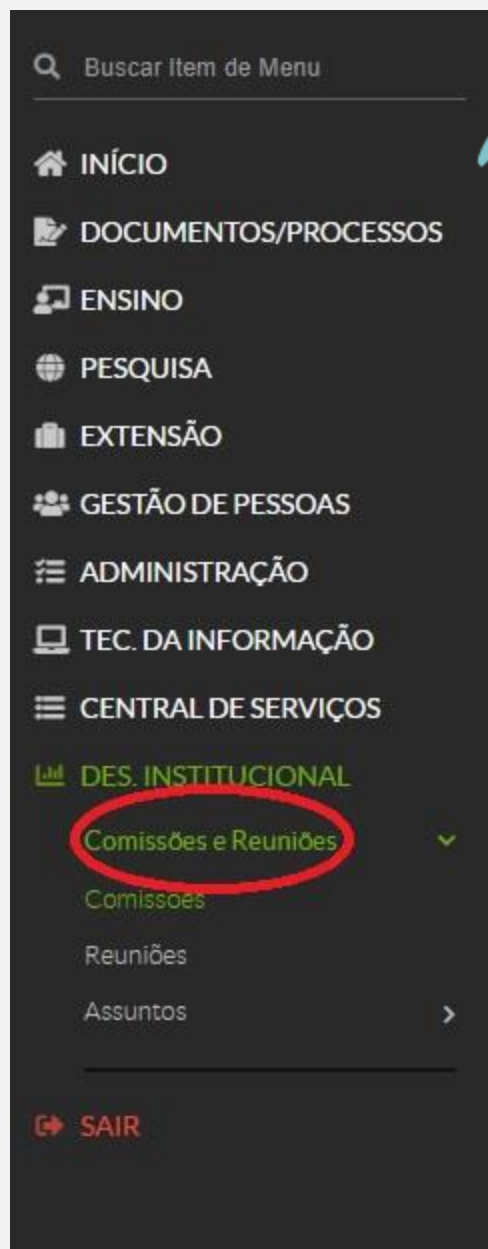 Buscar Item de Menu
INÍCIO
DOCUMENTOS/PROCESSOS
ENSINO
PESQUISA
EXTENSÃO
GESTÃO DE PESSOAS
ADMINISTRAÇÃO
TEC. DA INFORMAÇÃO
CENTRAL DE SERVIÇOS
DES. INSTITUCIONAL
Comissões e Reuniões
Comissões
Reuniões
Assuntos
SAIR